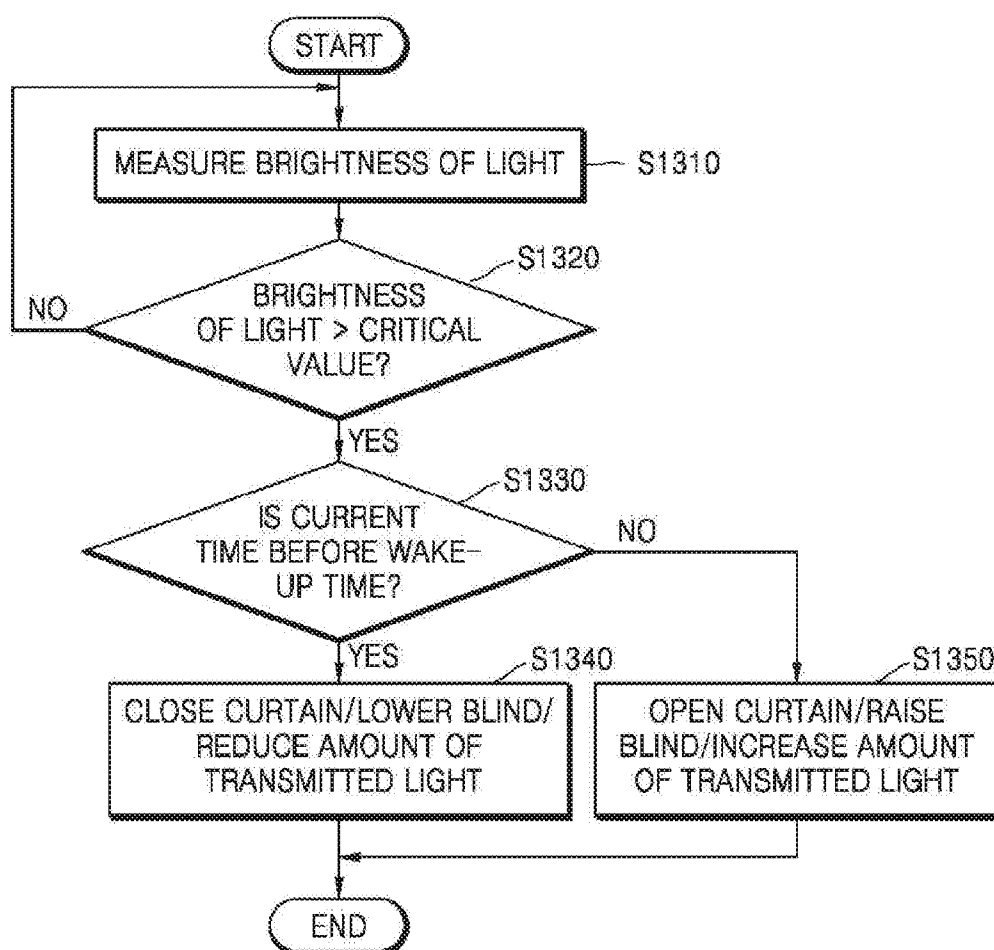 START
MEASURE BRIGHTNESS OF LIGHT
S1310
S1320
BRIGHTNESS
OF LIGHT > CRITICAL
VALUE?
NO
YES
S1330
IS CURRENT
TIME BEFORE WAKE-
UP TIME?
NO
YES
S1340
CLOSE CURTAIN/LOWER BLIND/
REDUCE AMOUNT OF
TRANSMITTED LIGHT
S1350
OPEN CURTAIN/RAISE
BLIND/INCREASE AMOUNT
OF TRANSMITTED LIGHT
END